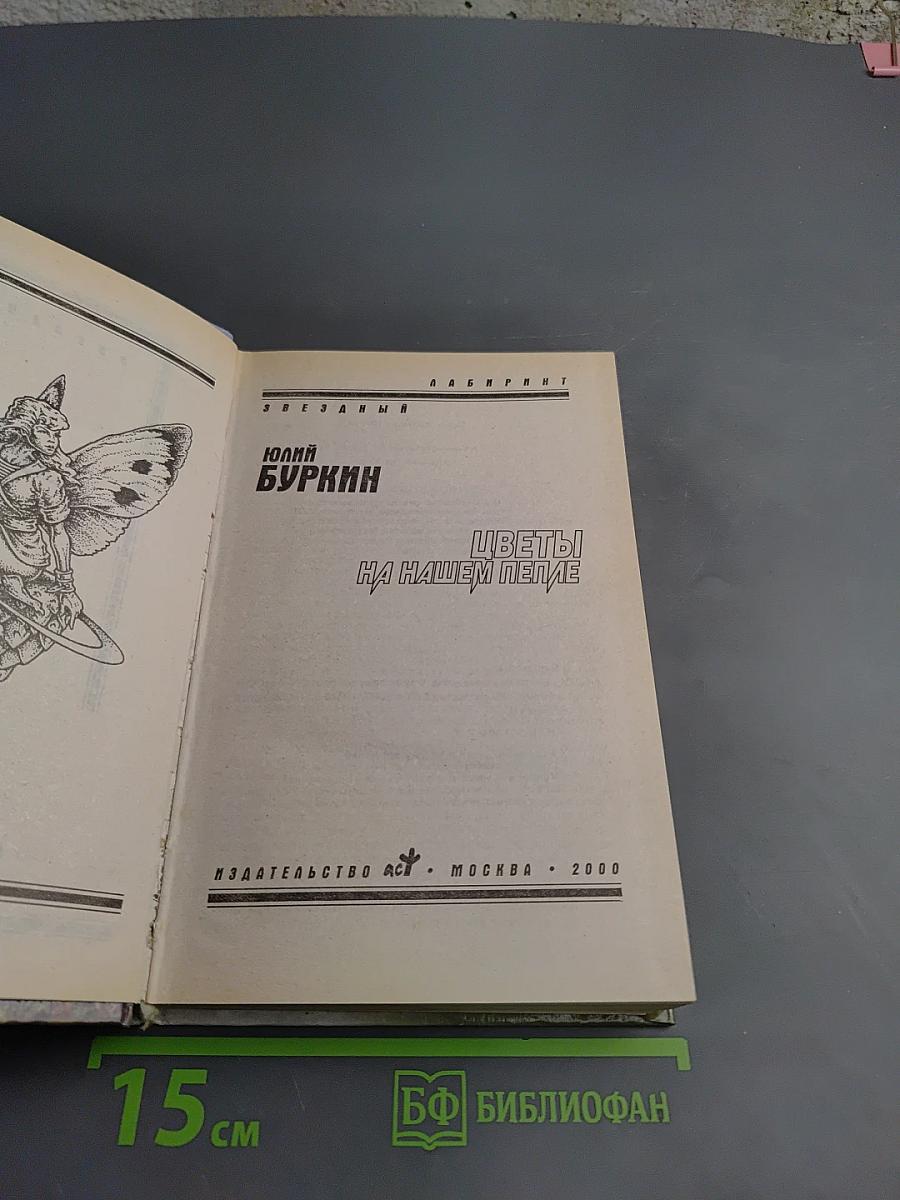 ЛАБИРИНТ
ЗВЕЗДНЫЙ
ЮЛИЙ
БУРКИН
ЦВЕТЫ
НА НАШЕМ ПЕПЛЕ
ИЗДАТЕЛЬСТВО АСТ • МОСКВА • 2000
15 см
БФ БИБЛИОФАН